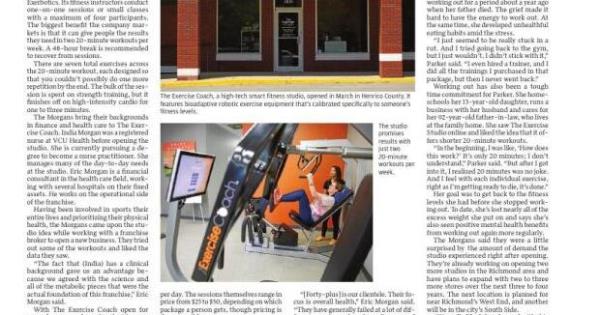 Exerbotics. Its fitness instructors conduct
one-on-one sessions or small classes
with a maximum of four participants.
The biggest benefit the company mar-
kets is that it can give people the results
they need in two 20-minute workouts per
week. A 48-hour break is recommended
to recover from sessions.
There are seven total exercises across
the 20-minute workout, each designed so
that you couldn't possibly do one more
repetition by the end. The bulk of the ses-
sion is spent on strength training, but it
finishes off on high-intensity cardio for
one to three minutes.
The Morgans bring their backgrounds
in finance and health care to The Exer-
cise Coach. India Morgan was a registered
nurse at VCU Health before opening the
studio. She is currently pursuing a de-
gree to become a nurse practitioner. She
manages many of the day-to-day needs
at the studio. Eric Morgan is a financial
consultant in the health care field, work-
ing with several hospitals on their fixed
assets. He works on the operational side
of the franchise.
Having been involved in sports their
entire lives and prioritizing their physical
health, the Morgans came upon the stu-
dio idea while working with a franchise
broker to open a new business. They tried
out some of the workouts and liked the
data they saw.
"The fact that (India) has a clinical
background gave us an advantage be-
cause we agreed with the science and
all of the metabolic pieces that were the
actual foundation of this franchise," Eric
Morgan said.
With The Exercise Coach open for
The Exercise Coach, a high-tech smart fitness studio, opened in March in Henrico County. It
features bioadaptive robotic exercise equipment that's calibrated specifically to someone's
fitness levels.
Exercise Coach
The studio
promises
results with
just two
20-minute
workouts per
week.
per day. The sessions themselves range in
price from $25 to $50, depending on which
package a person gets, though pricing is
"[Forty-plus] is our clientele. Their fo-
cus is overall health," Eric Morgan said.
"They have generally failed at a lot of dif-
working out for a period about a year ago
when her father died. The grief made it
hard to have the energy to work out. At
the same time, she developed unhealthful
eating habits amid the stress.
"I just seemed to be really stuck in a
rut. And I tried going back to the gym,
but I just wouldn't, I didn't stick with it,"
Parker said. "I even hired a trainer, and I
did all the trainings I purchased in that
package, but then I never went back."
Working out has also been a tough
time commitment for Parker. She home-
schools her 13-year-old daughter, runs a
business with her husband and cares for
her 92-year-old father-in-law, who lives
at the family home. She saw The Exercise
Studio online and liked the idea that it of-
fers shorter 20-minute workouts.
"In the beginning, I was like, 'How does
this work?' 'It's only 20 minutes; I don't
understand,'" Parker said. "But after I got
into it, I realized 20 minutes was no joke.
And I feel with each individual exercise,
right as I'm getting ready to die, it's done."
Her goal was to get back to the fitness
levels she had before she stopped work-
ing out. To date, she's lost nearly all of the
excess weight she put on and says she's
also seen positive mental health benefits
from working out again more regularly.
The Morgans said they were a little
surprised by the amount of demand the
studio experienced right after opening.
They're already working on opening two
more studios in the Richmond area and
have plans to expand with two to three
more stores over the next three to four
years. The next location is planned for
near Richmond's West End, and another
will be in the city's South Side.